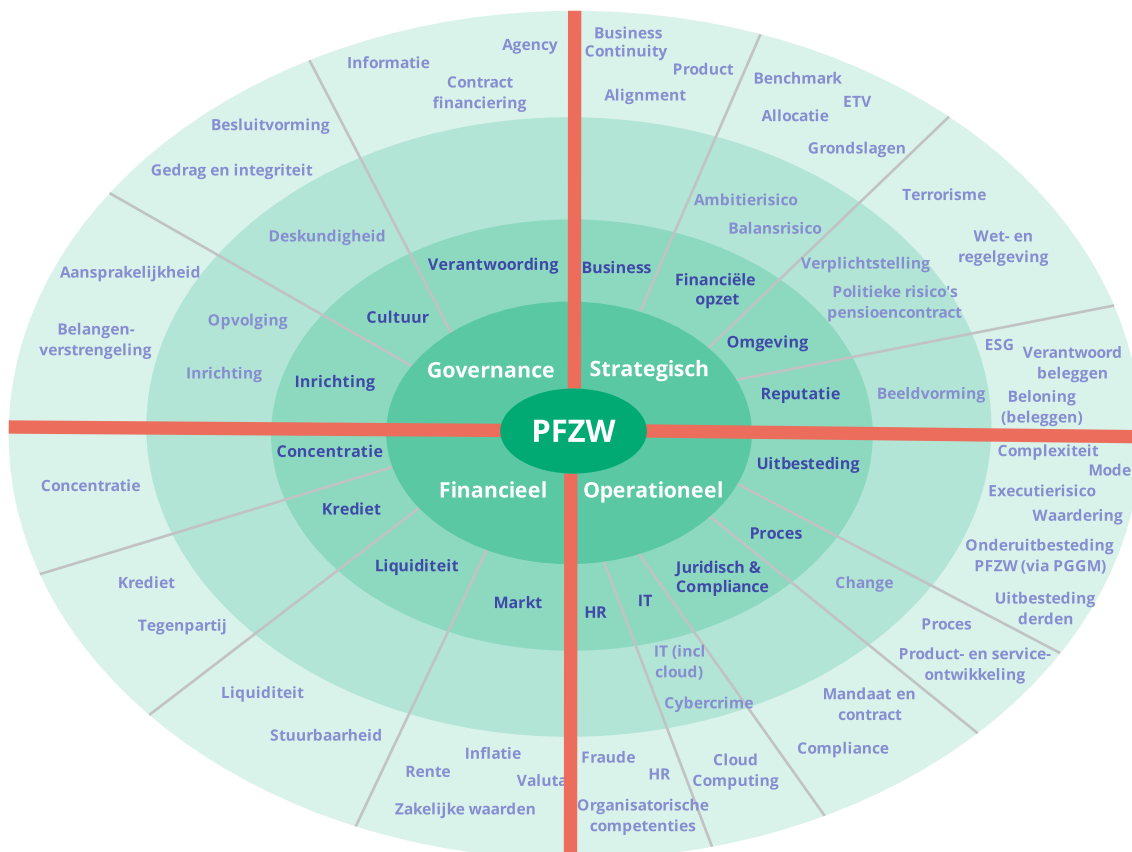 Agency
Informatie
Contract
financiering
Besluitvorming
Gedrag en integriteit
Deskundigheid
Verantwoording
Cultuur
Aansprakelijkheid
Belangen-
verstrengeling
Opvolging
Inrichting
Inrichting
Governance
Business
Continuity
Product
Alignment
Benchmark
ETV
Allocatie
Grondslagen
Ambitierisico
Balansrisico
Business
Financiële
opzet
Terrorisme
Wet- en
regelgeving
Verplichtstelling
Politieke risico's
pensioencontract
Omgeving
Strategisch
ESG
Verantwoord
beleggen
Beloning
(beleggen)
Beeldvorming
Reputatie
PFZW
Concentratie
Concentratie
Financieel
Krediet
Krediet
Tegenpartij
Liquiditeit
Liquiditeit
Stuurbaarheid
Markt
Inflatie
Rente
Valuta
Zakelijke waarden
Operationeel
Uitbesteding
Complexiteit
Mode
Executierisico
Waardering
Onderuitbesteding
PFZW (via PGGM)
Uitbesteding
derden
Proces
Change
Proces
Product- en service-
ontwikkeling
Juridisch &
Compliance
Mandaat en
contract
Compliance
IT
IT (incl
cloud)
Cybercrime
Cloud
Computing
HR
Fraude
HR
Organisatorische
competenties